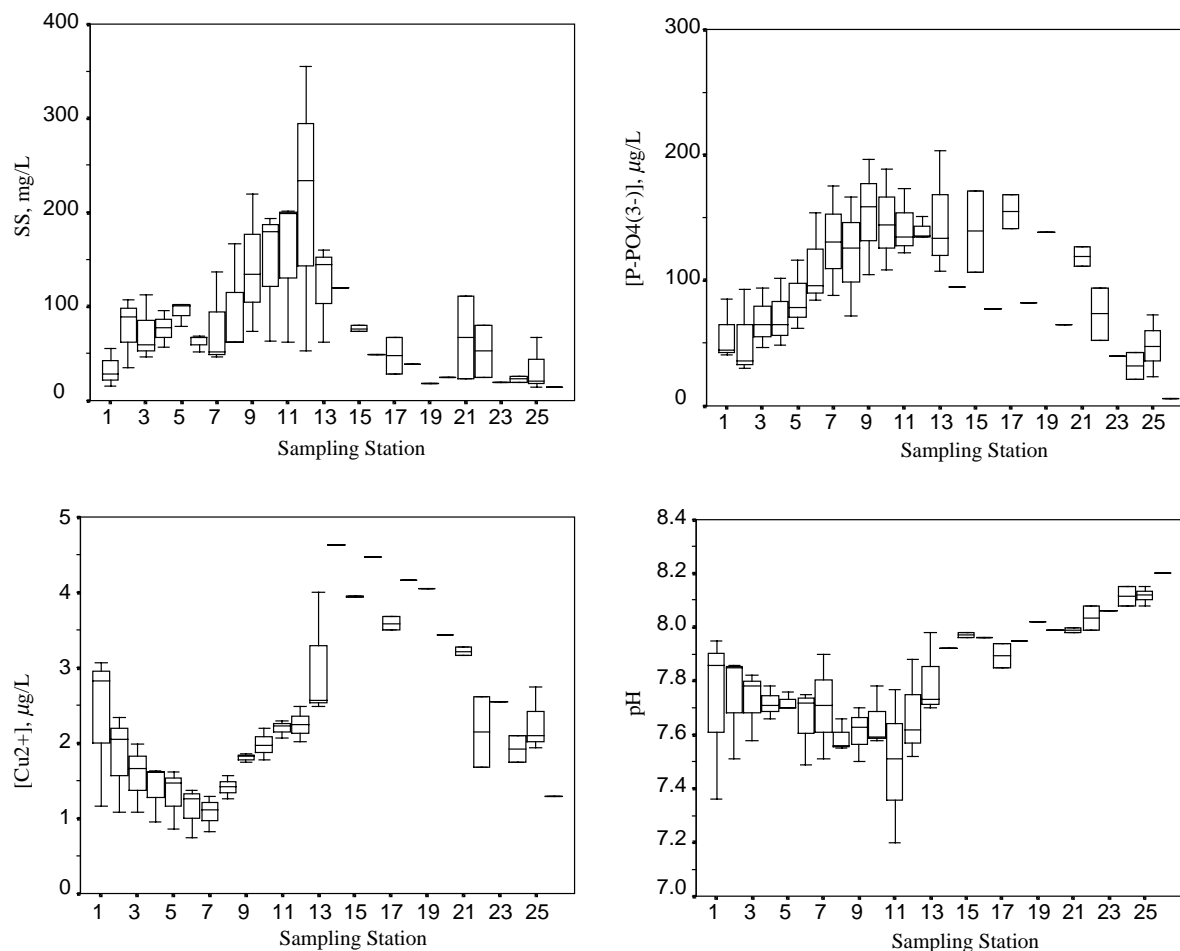 400
300
200
100
0
SS, mg/L
1 3 5 7 9 11 13 15 17 19 21 23 25
Sampling Station
300
200
100
0
[P-PO4(3-)], µg/L
1 3 5 7 9 11 13 15 17 19 21 23 25
Sampling Station
5
4
3
2
1
0
[Cu2+], µg/L
1 3 5 7 9 11 13 15 17 19 21 23 25
Sampling Station
8.4
8.2
8.0
7.8
7.6
7.4
7.2
7.0
pH
1 3 5 7 9 11 13 15 17 19 21 23 25
Sampling Station